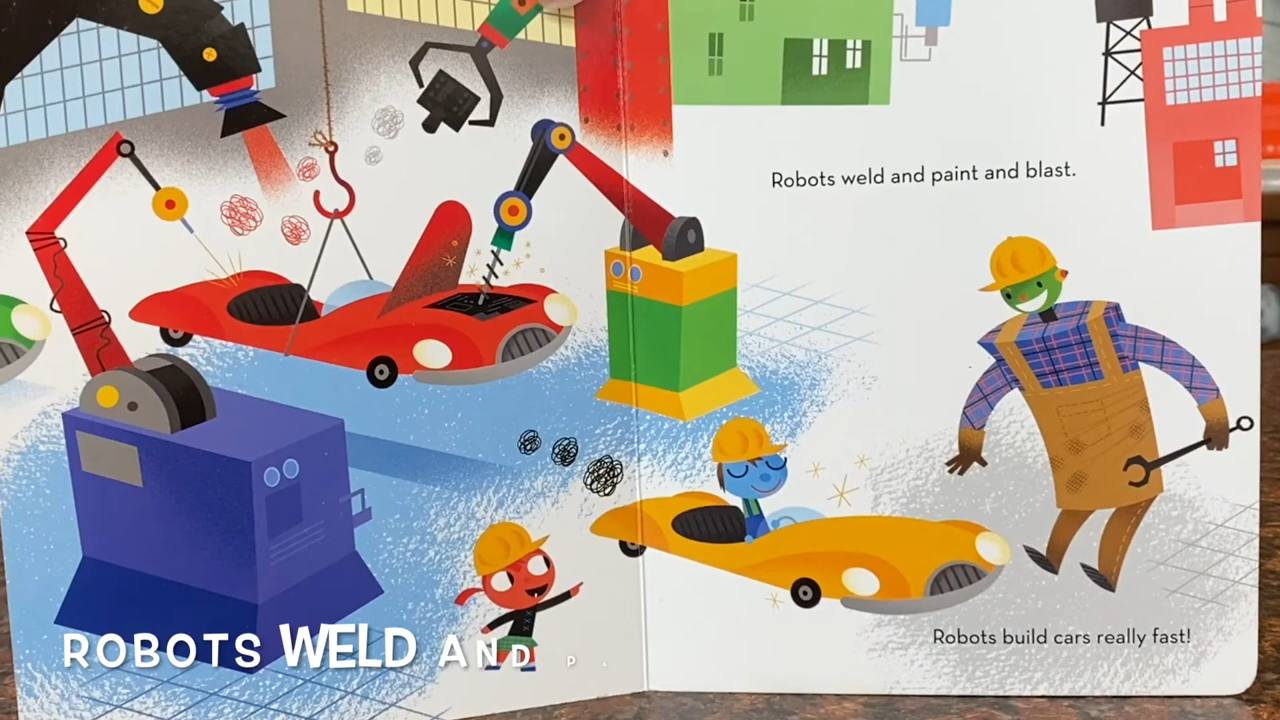 Robots weld and paint and blast.
Robots build cars really fast!
ROBOTS WELD AND P